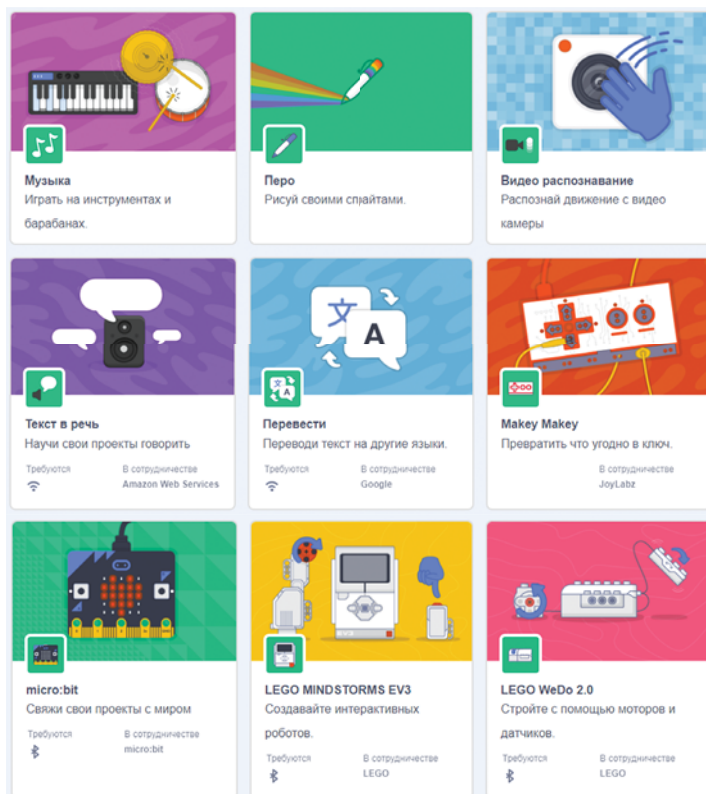 Музыка
Играть на инструментах и
барабанах.
Перо
Рисуй своими спрайтами.
Видео распознавание
Распознай движение с видео
камеры
文
A
Текст в речь
Научи свои проекты говорить
Требуются
В сотрудничестве
Amazon Web Services
Перевести
Переводи текст на другие языки.
Требуются
В сотрудничестве
Google
Makey Makey
Превратить что угодно в ключ.
В сотрудничестве
JoyLabz
micro:bit
Свяжи свои проекты с миром
Требуются
В сотрудничестве
micro:bit
EV3
LEGO MINDSTORMS EV3
Создавайте интерактивных
роботов.
Требуются
В сотрудничестве
LEGO
LEGO WeDo 2.0
Стройте с помощью моторов и
датчиков.
Требуются
В сотрудничестве
LEGO